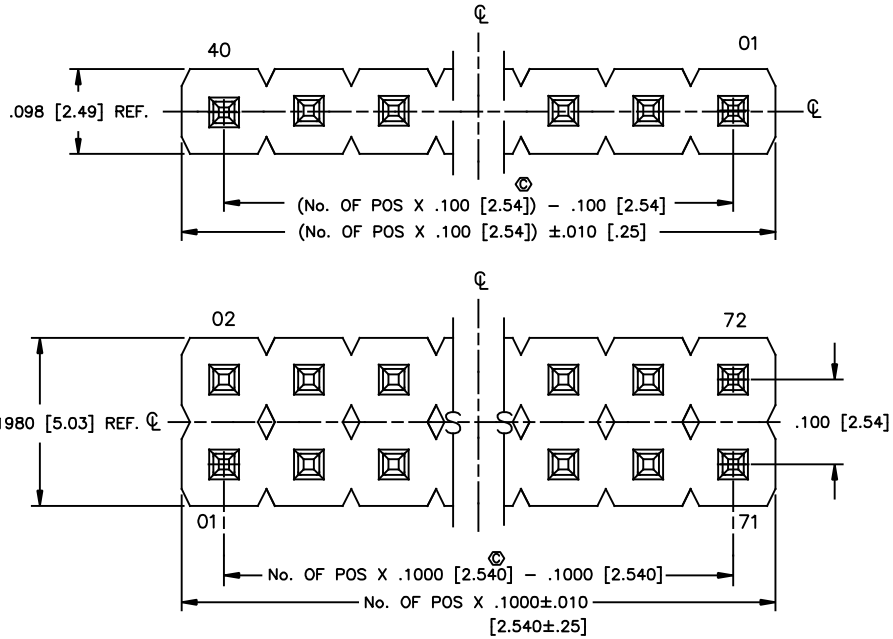 ℄
40
01
.098 [2.49] REF.
℄
Ⓒ
(No. OF POS X .100 [2.54]) – .100 [2.54]
(No. OF POS X .100 [2.54]) ±.010 [.25]
℄
02
72
1980 [5.03] REF. ℄
S
S
.100 [2.54]
01
71
Ⓒ
No. OF POS X .1000 [2.540] – .1000 [2.540]
No. OF POS X .1000±.010
[2.540±.25]